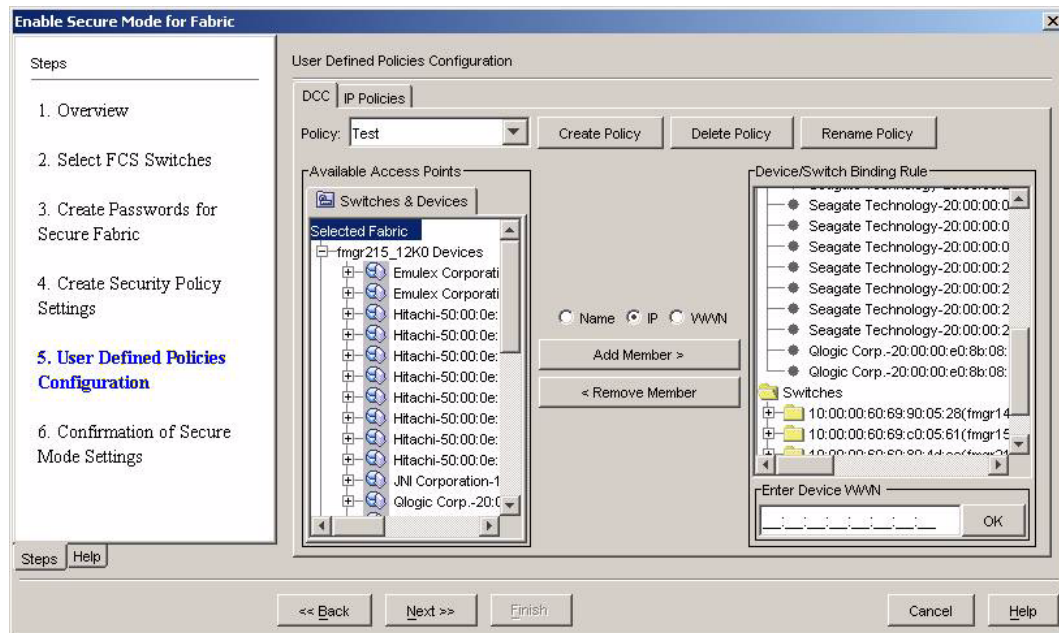 Enable Secure Mode for Fabric
Steps
1. Overview
2. Select FCS Switches
3. Create Passwords for
Secure Fabric
4. Create Security Policy
Settings
5. User Defined Policies
Configuration
6. Confirmation of Secure
Mode Settings
Steps
Help
User Defined Policies Configuration
DCC
IP Policies
Policy: Test
Create Policy
Delete Policy
Rename Policy
Available Access Points
Switches & Devices
Selected Fabric
fmgr215_12K0 Devices
Emulex Corporati
Emulex Corporati
Hitachi-50:00:0e:
Hitachi-50:00:0e:
Hitachi-50:00:0e:
Hitachi-50:00:0e:
Hitachi-50:00:0e:
Hitachi-50:00:0e:
Hitachi-50:00:0e:
Hitachi-50:00:0e:
JNI Corporation-1
Qlogic Corp.-20:0
Name
IP
WWN
Add Member >
< Remove Member
Device/Switch Binding Rule
Seagate Technology-20:00:00:0
Seagate Technology-20:00:00:0
Seagate Technology-20:00:00:0
Seagate Technology-20:00:00:2
Seagate Technology-20:00:00:2
Seagate Technology-20:00:00:2
Seagate Technology-20:00:00:2
Qlogic Corp.-20:00:00:e0:8b:08:
Qlogic Corp.-20:00:00:e0:8b:08:
Switches
10:00:00:60:69:90:05:28(fmgr14
10:00:00:60:69:c0:05:61(fmgr15
Enter Device WWN
__:__:__:__:__:__:__:__
OK
<< Back
Next >>
Finish
Cancel
Help